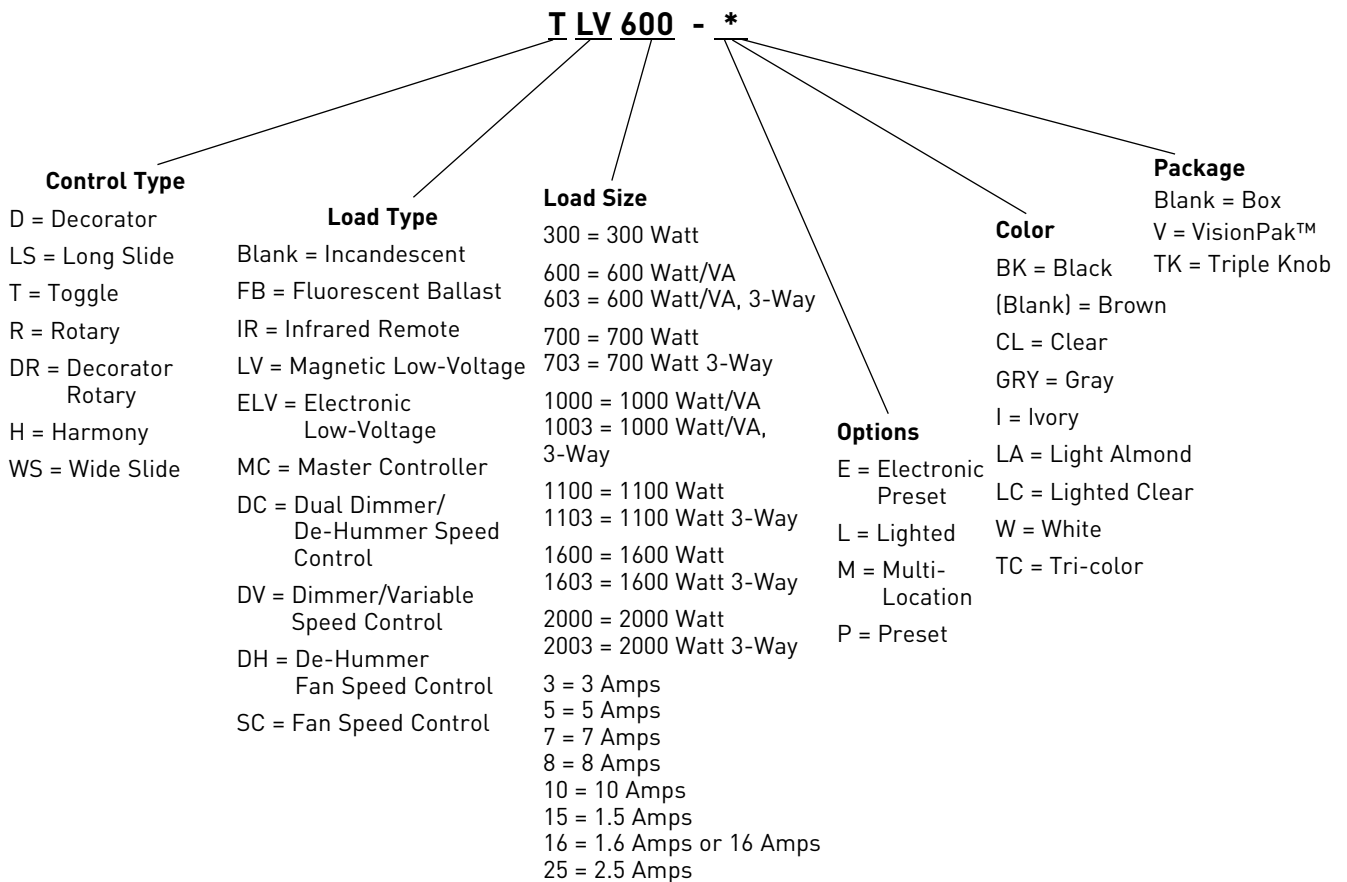 T LV 600 - *
Control Type
D = Decorator
LS = Long Slide
T = Toggle
R = Rotary
DR = Decorator
Rotary
H = Harmony
WS = Wide Slide
Load Type
Blank = Incandescent
FB = Fluorescent Ballast
IR = Infrared Remote
LV = Magnetic Low-Voltage
ELV = Electronic
Low-Voltage
MC = Master Controller
DC = Dual Dimmer/
De-Hummer Speed
Control
DV = Dimmer/Variable
Speed Control
DH = De-Hummer
Fan Speed Control
SC = Fan Speed Control
Load Size
300 = 300 Watt
600 = 600 Watt/VA
603 = 600 Watt/VA, 3-Way
700 = 700 Watt
703 = 700 Watt 3-Way
1000 = 1000 Watt/VA
1003 = 1000 Watt/VA,
3-Way
1100 = 1100 Watt
1103 = 1100 Watt 3-Way
1600 = 1600 Watt
1603 = 1600 Watt 3-Way
2000 = 2000 Watt
2003 = 2000 Watt 3-Way
3 = 3 Amps
5 = 5 Amps
7 = 7 Amps
8 = 8 Amps
10 = 10 Amps
15 = 1.5 Amps
16 = 1.6 Amps or 16 Amps
25 = 2.5 Amps
Options
E = Electronic
Preset
L = Lighted
M = Multi-
Location
P = Preset
Color
BK = Black
(Blank) = Brown
CL = Clear
GRY = Gray
I = Ivory
LA = Light Almond
LC = Lighted Clear
W = White
TC = Tri-color
Package
Blank = Box
V = VisionPak™
TK = Triple Knob